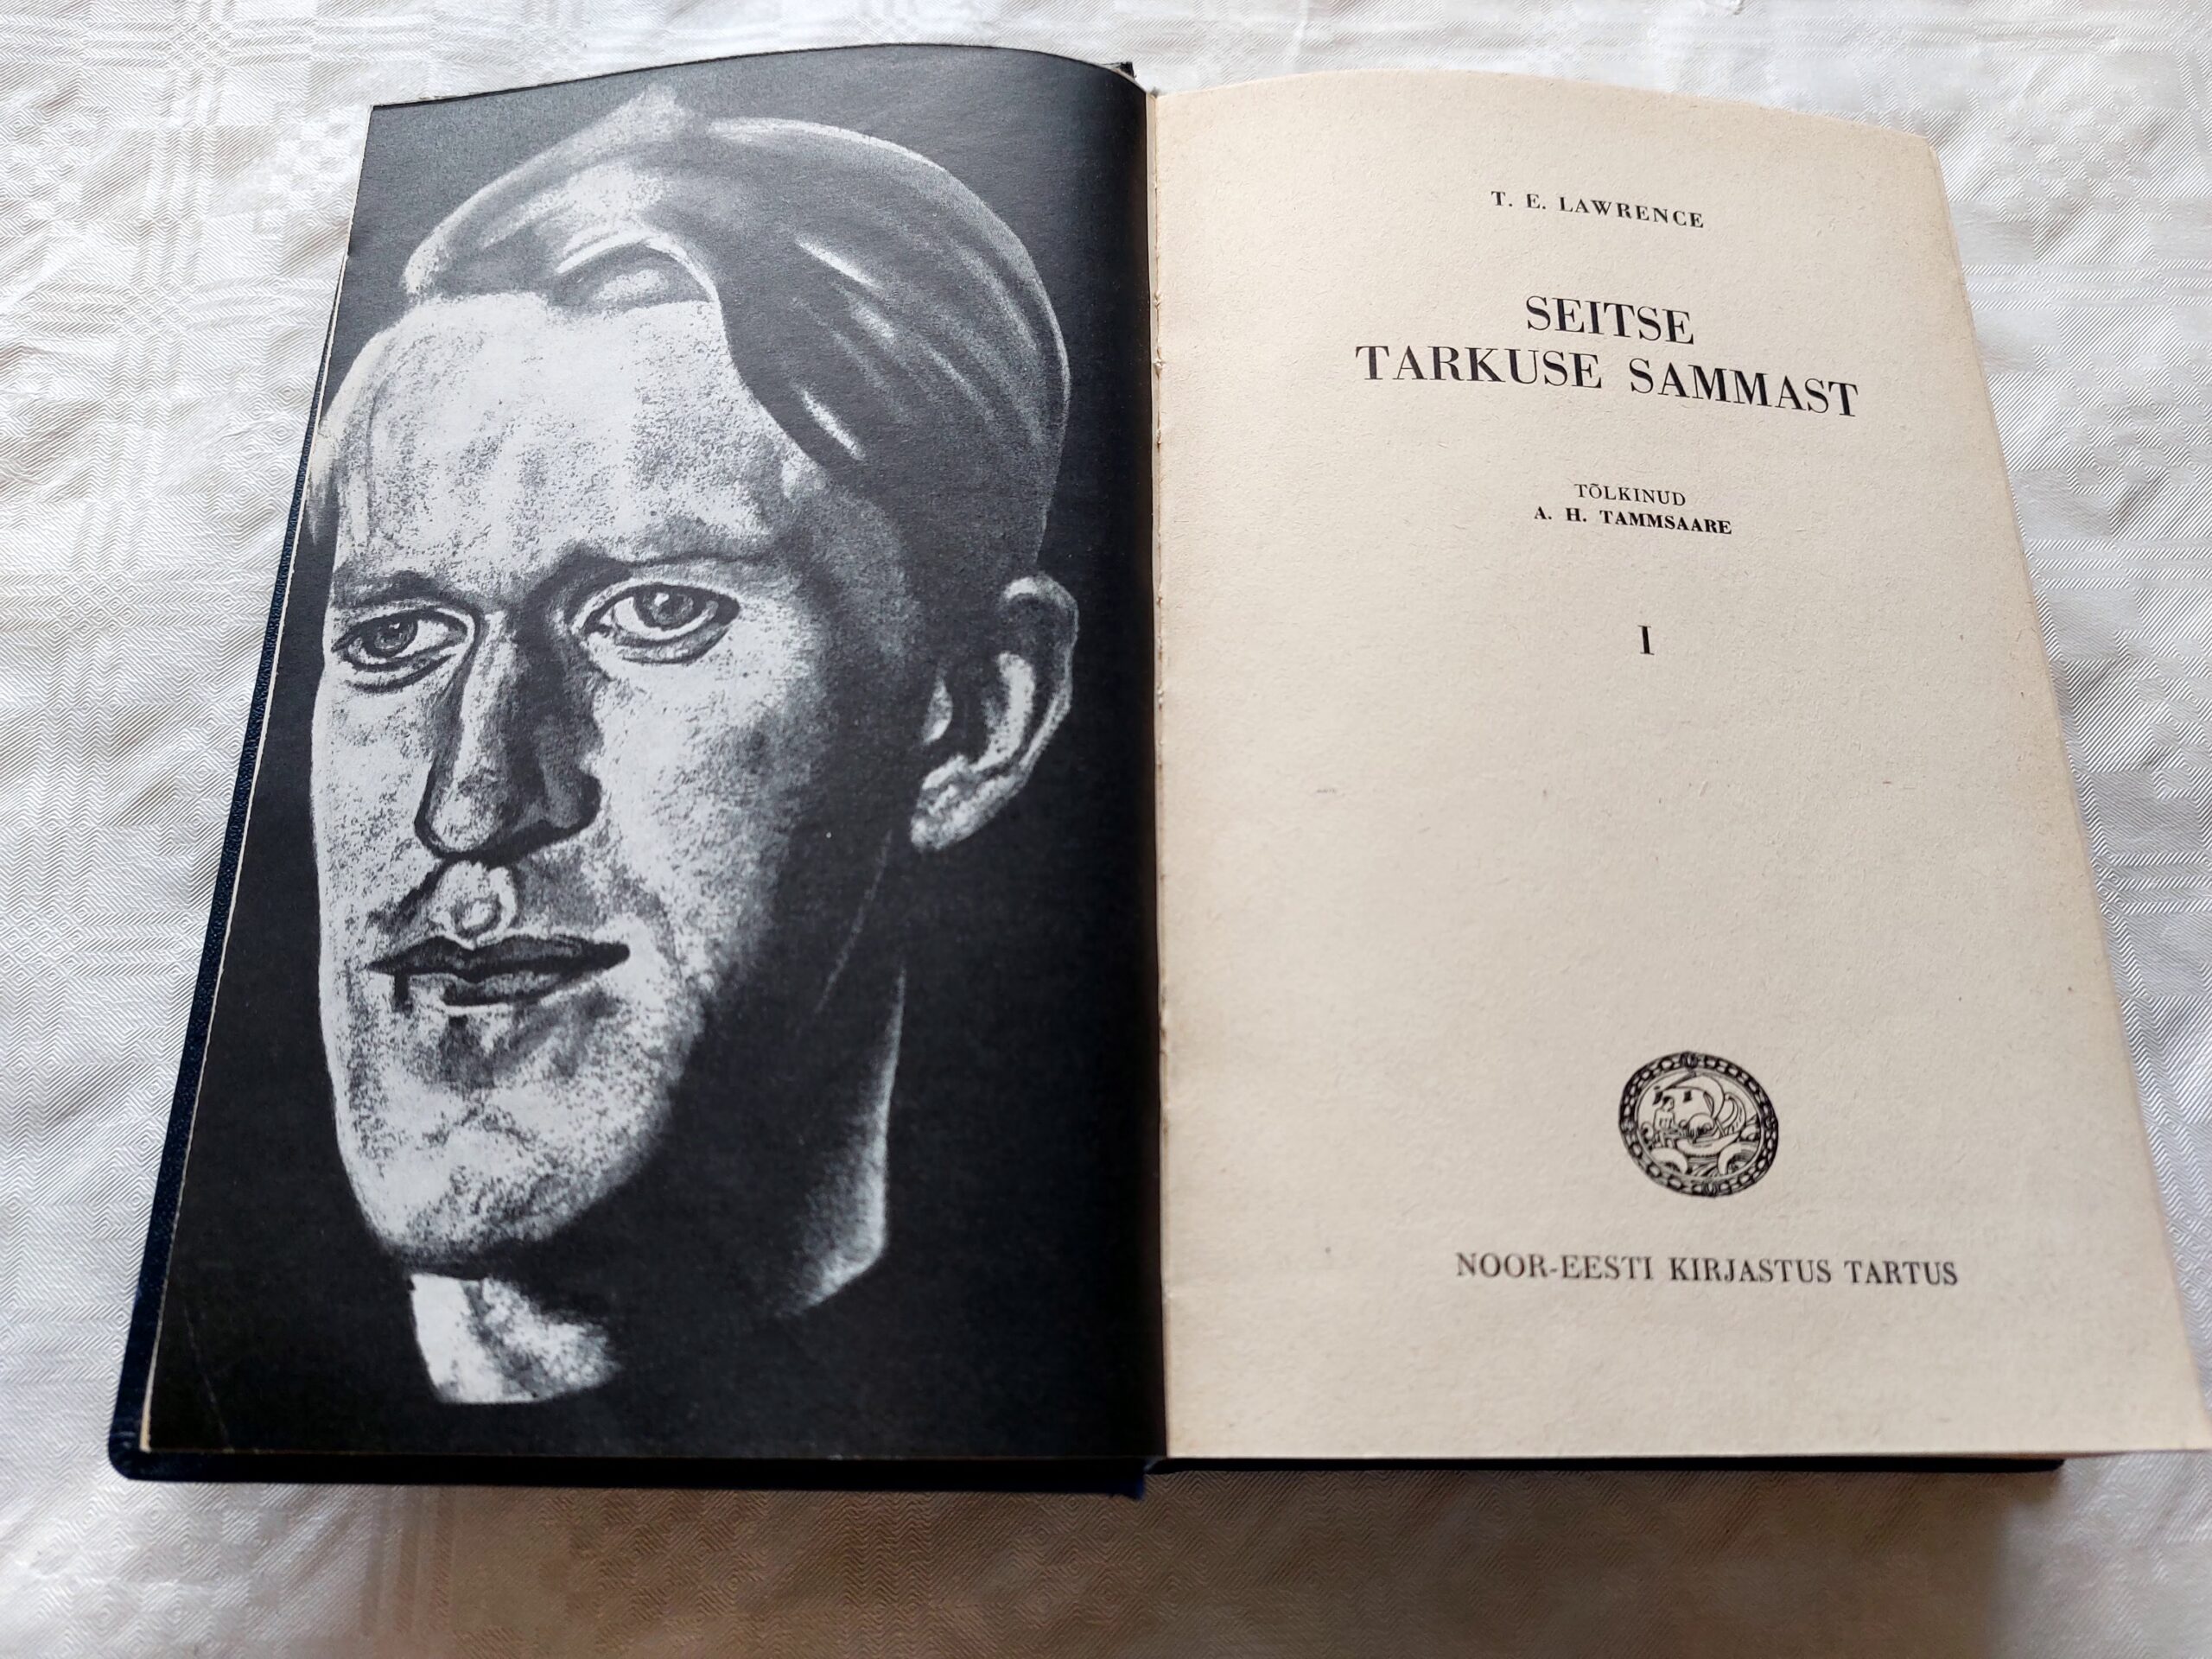 T. E. LAWRENCE
SEITSE
TARKUSE SAMMAST
TÕLKINUD
A. H. TAMMSAARE
I
NOOR-EESTI KIRJASTUS TARTUS